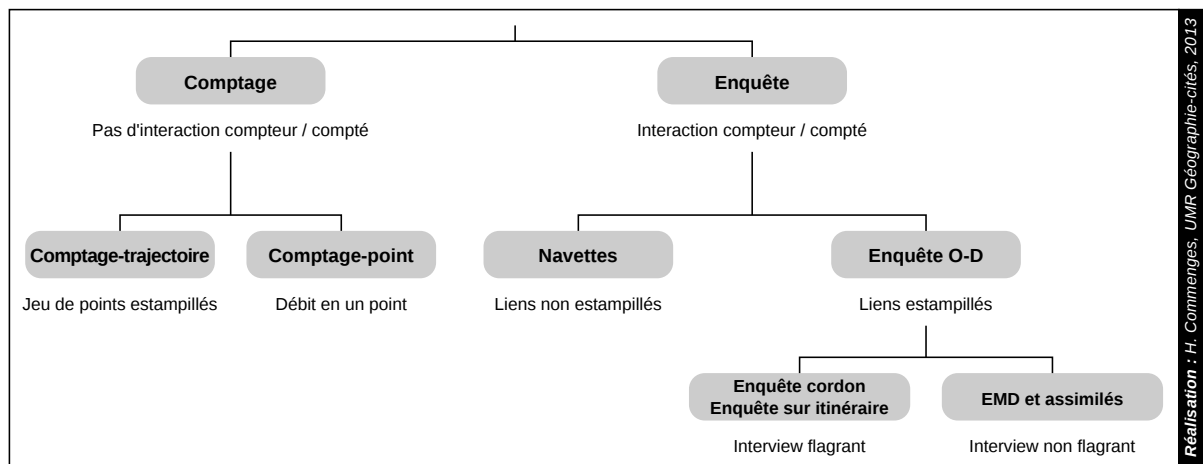 Comptage
Enquête
Pas d'interaction compteur / compté
Interaction compteur / compté
Comptage-trajectoire
Comptage-point
Navettes
Enquête O-D
Jeu de points estampillés
Débit en un point
Liens non estampillés
Liens estampillés
Enquête cordon
Enquête sur itinéraire
EMD et assimilés
Interview flagrant
Interview non flagrant
Réalisation : H. Commenges, UMR Géographie-cités, 2013